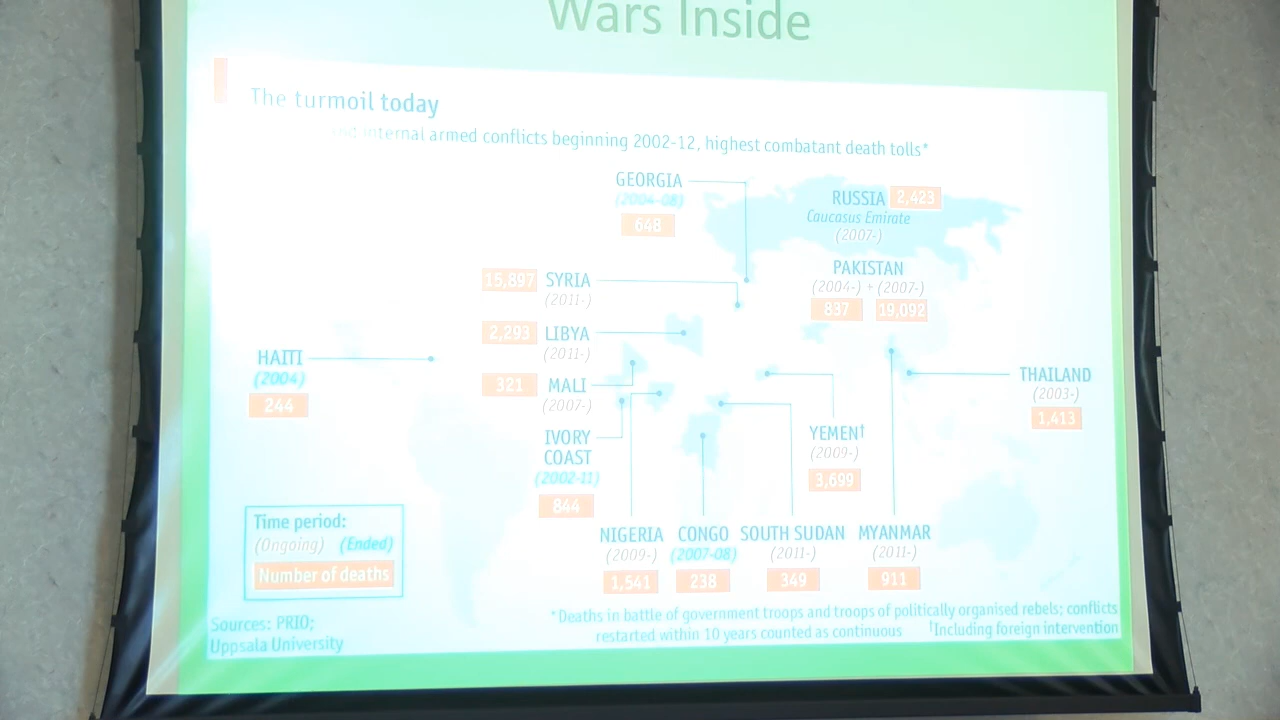 Wars Inside
The turmoil today
internal armed conflicts beginning 2002-12, highest combatant death tolls*
GEORGIA
(2004-08)
648
RUSSIA 2,423
Caucasus Emirate
(2007-)
PAKISTAN
(2004-) + (2007-)
837 19,092
15,897 SYRIA
(2011-)
2,293 LIBYA
(2011-)
HAITI
(2004)
244
321 MALI
(2007-)
THAILAND
(2003-)
1,413
IVORY
COAST
(2002-11)
844
YEMEN†
(2009-)
3,699
NIGERIA
(2009-)
1,541
CONGO
(2007-08)
238
SOUTH SUDAN
(2011-)
349
MYANMAR
(2011-)
911
Time period:
(Ongoing) (Ended)
Number of deaths
Sources: PRIO;
Uppsala University
*Deaths in battle of government troops and troops of politically organised rebels; conflicts
restarted within 10 years counted as continuous †Including foreign intervention